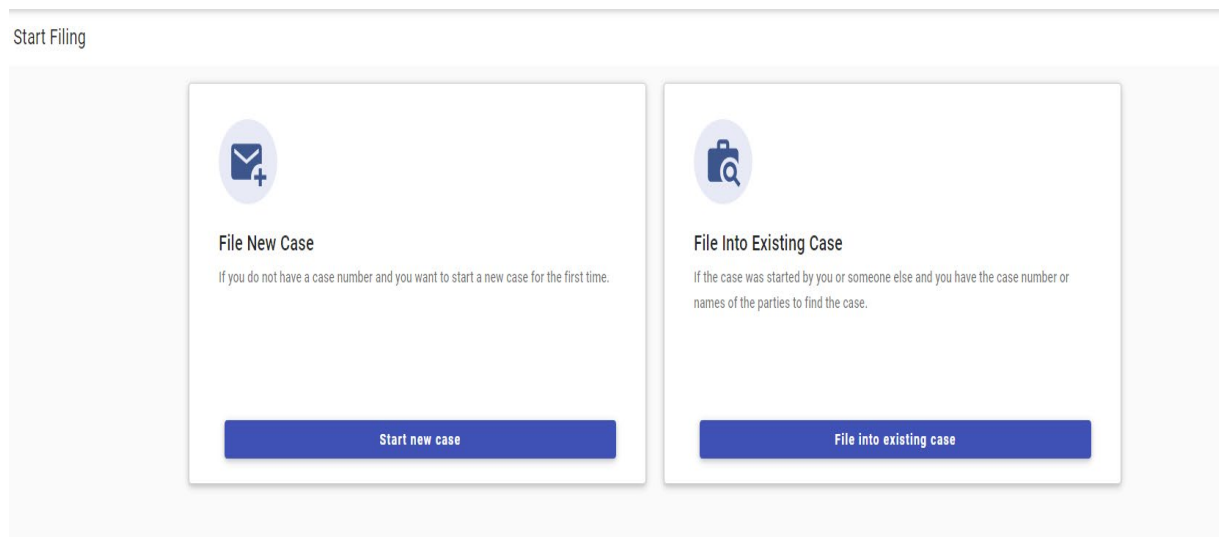 Start Filing
File New Case
If you do not have a case number and you want to start a new case for the first time.
Start new case
File Into Existing Case
If the case was started by you or someone else and you have the case number or
names of the parties to find the case.
File into existing case